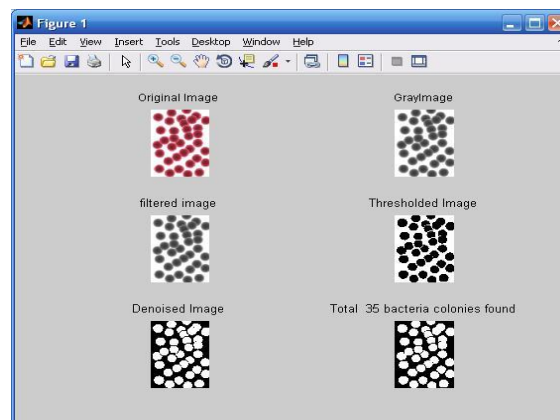 Figure 1
File Edit View Insert Tools Desktop Window Help
Original Image
GrayImage
filtered image
Thresholded Image
Denoised Image
Total 35 bacteria colonies found